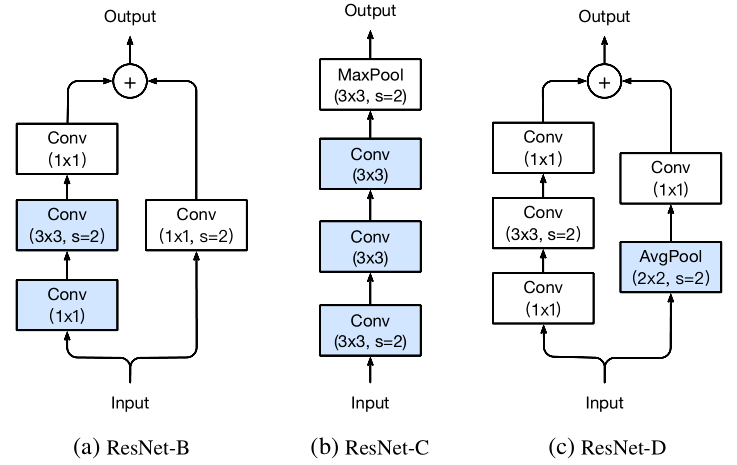 Output
+
Conv
(1x1)
Conv
(3x3, s=2)
Conv
(1x1)
Conv
(1x1, s=2)
Input
(a) ResNet-B
Output
MaxPool
(3x3, s=2)
Conv
(3x3)
Conv
(3x3)
Conv
(3x3, s=2)
Input
(b) ResNet-C
Output
+
Conv
(1x1)
Conv
(3x3, s=2)
Conv
(1x1)
Conv
(1x1)
AvgPool
(2x2, s=2)
Input
(c) ResNet-D